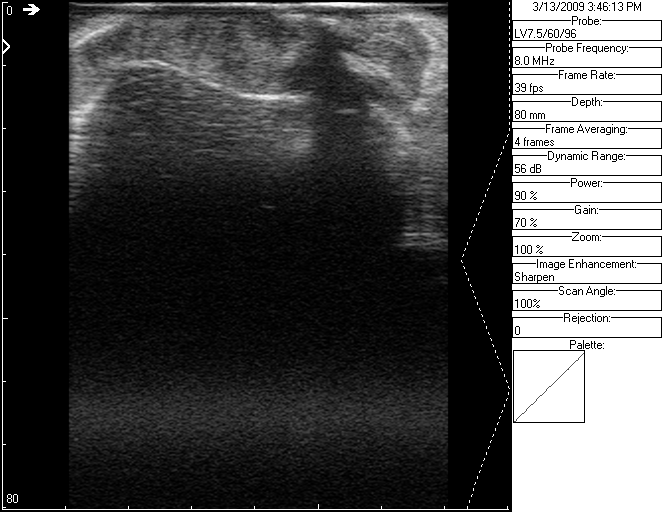 0
80
3/13/2009 3:46:13 PM
Probe:
LV7.5/60/96
Probe Frequency:
8.0 MHz
Frame Rate:
39 fps
Depth:
80 mm
Frame Averaging:
4 frames
Dynamic Range:
56 dB
Power:
90 %
Gain:
70 %
Zoom:
100 %
Image Enhancement:
Sharpen
Scan Angle:
100%
Rejection:
0
Palette: